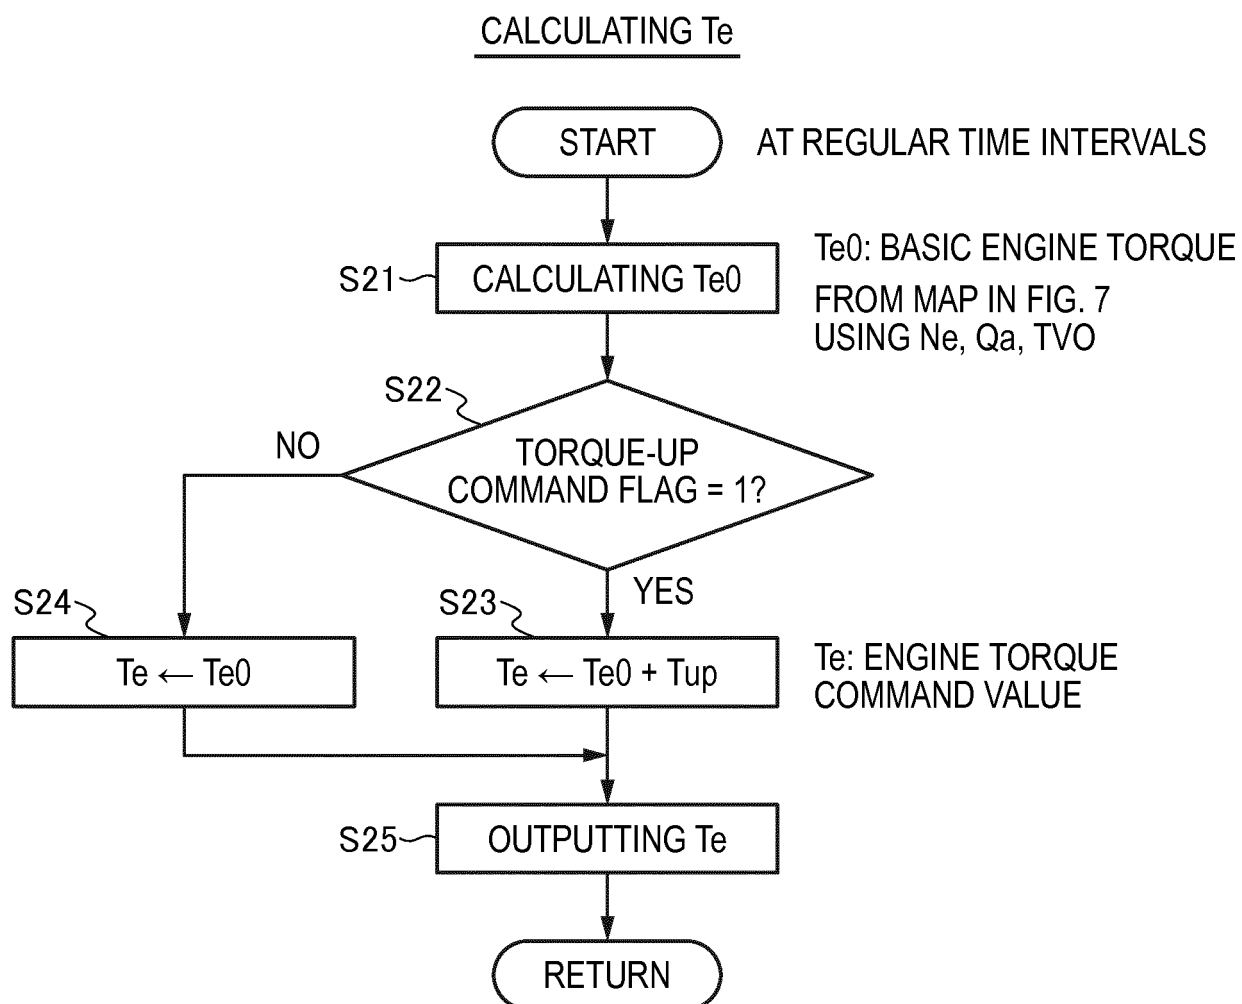 CALCULATING Te
START
AT REGULAR TIME INTERVALS
S21
CALCULATING Te0
Te0: BASIC ENGINE TORQUE
FROM MAP IN FIG. 7
USING Ne, Qa, TVO
S22
NO
TORQUE-UP
COMMAND FLAG = 1?
YES
S24
Te ← Te0
S23
Te ← Te0 + Tup
Te: ENGINE TORQUE
COMMAND VALUE
S25
OUTPUTTING Te
RETURN